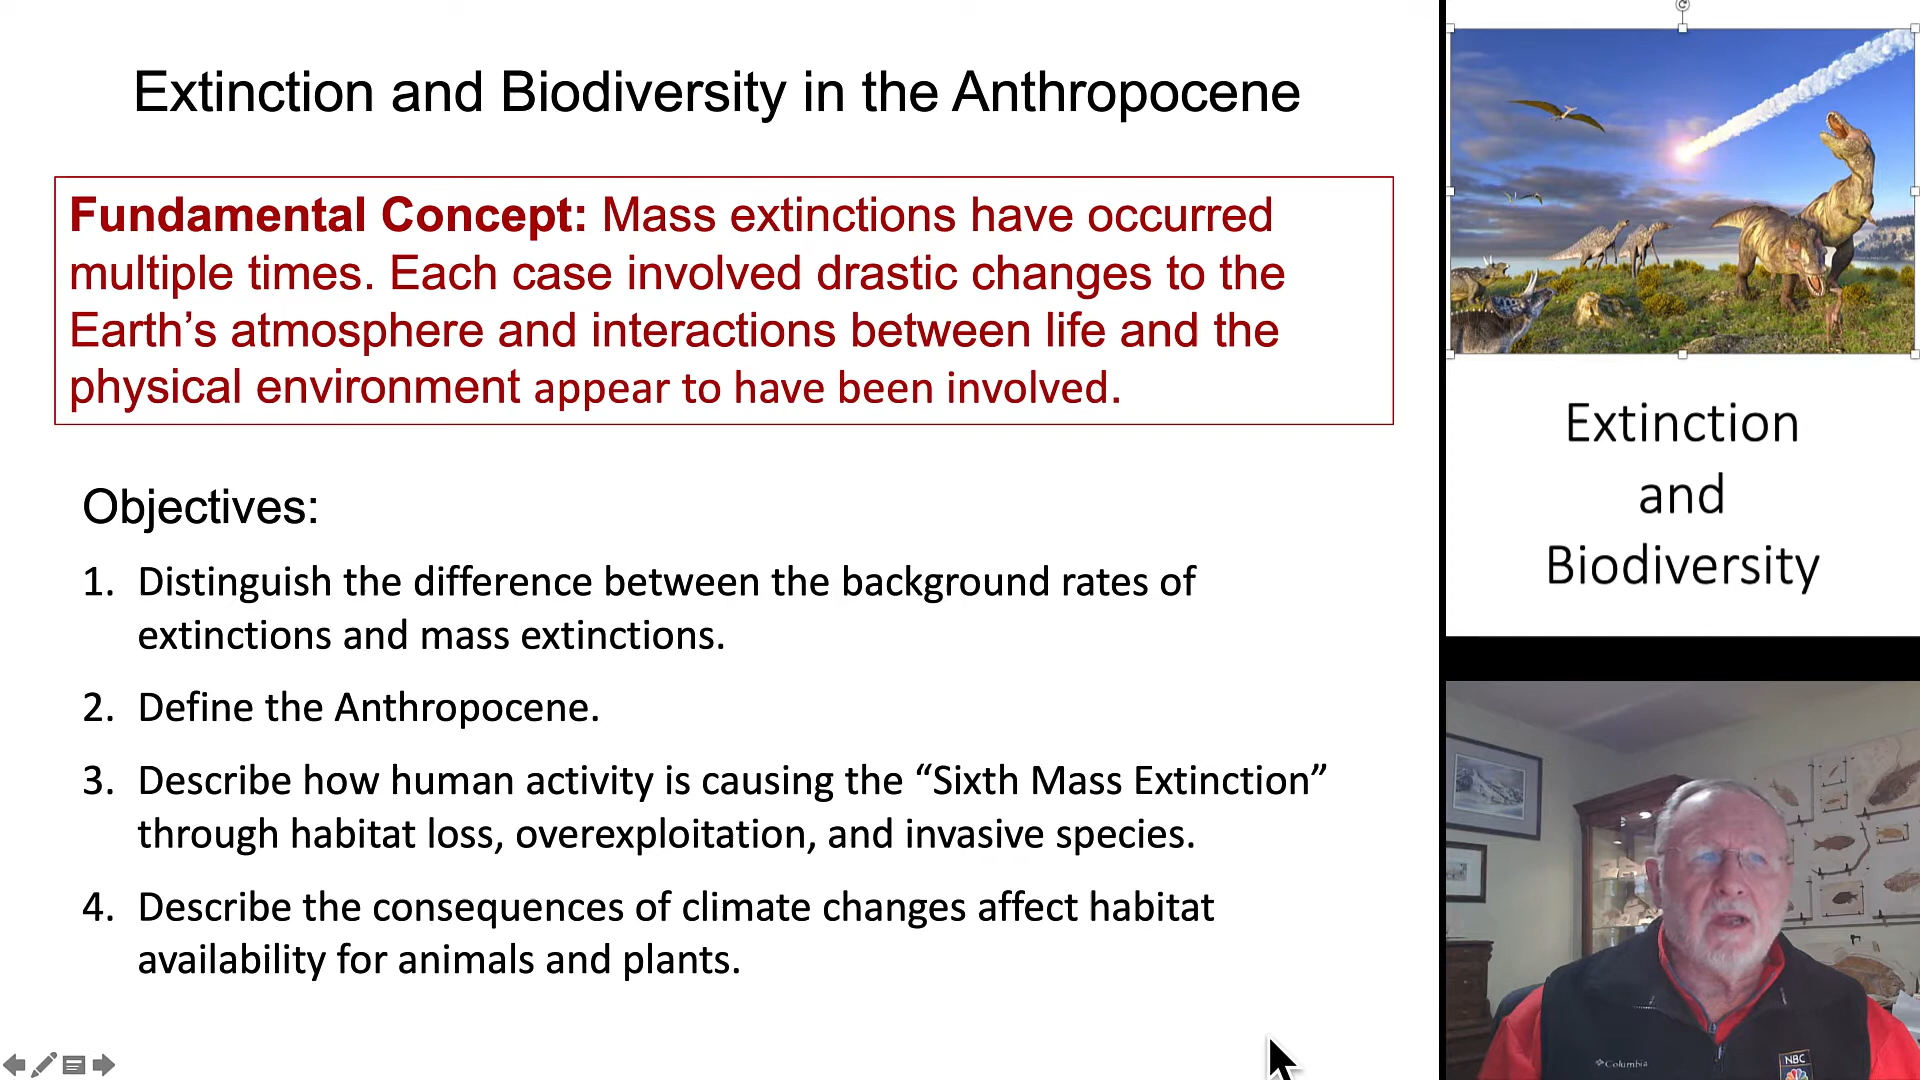 Extinction and Biodiversity in the Anthropocene
Fundamental Concept: Mass extinctions have occurred
multiple times. Each case involved drastic changes to the
Earth’s atmosphere and interactions between life and the
physical environment appear to have been involved.
Objectives:
1. Distinguish the difference between the background rates of
extinctions and mass extinctions.
2. Define the Anthropocene.
3. Describe how human activity is causing the “Sixth Mass Extinction”
through habitat loss, overexploitation, and invasive species.
4. Describe the consequences of climate changes affect habitat
availability for animals and plants.
Extinction
and
Biodiversity
Columbia
NBC